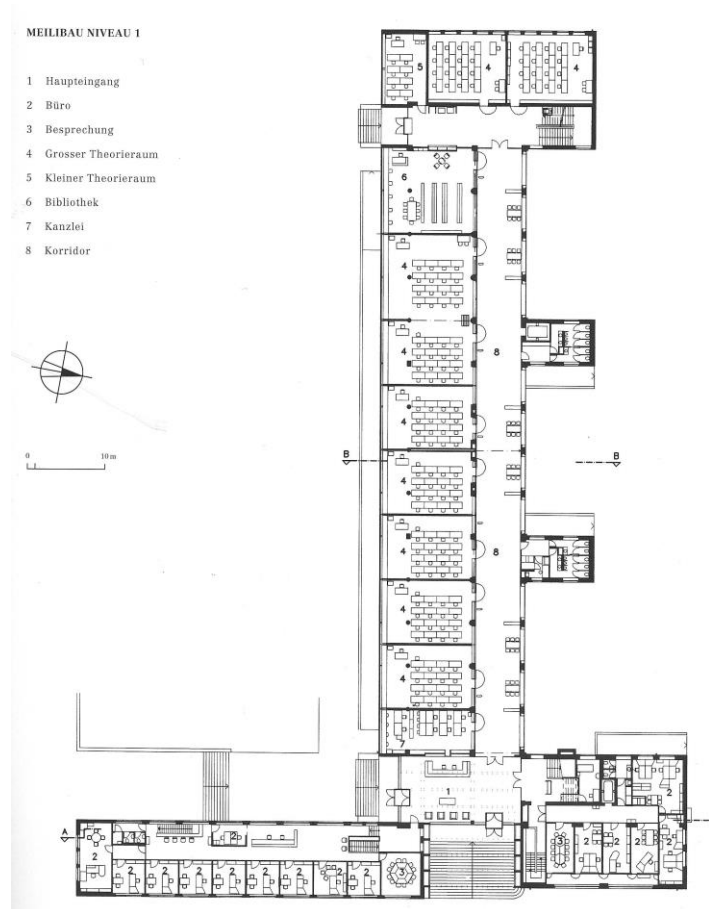 MEILIBAU NIVEAU 1
1 Haupteingang
2 Büro
3 Besprechung
4 Grosser Theorieraum
5 Kleiner Theorieraum
6 Bibliothek
7 Kanzlei
8 Korridor
0 10 m
5 4 4
6
4
4 8
4
B B
4
4 8
4
4
7
1 2
A 2 2 3 2 2 2 2
2 2 2 2 2 2 2 2 2 3